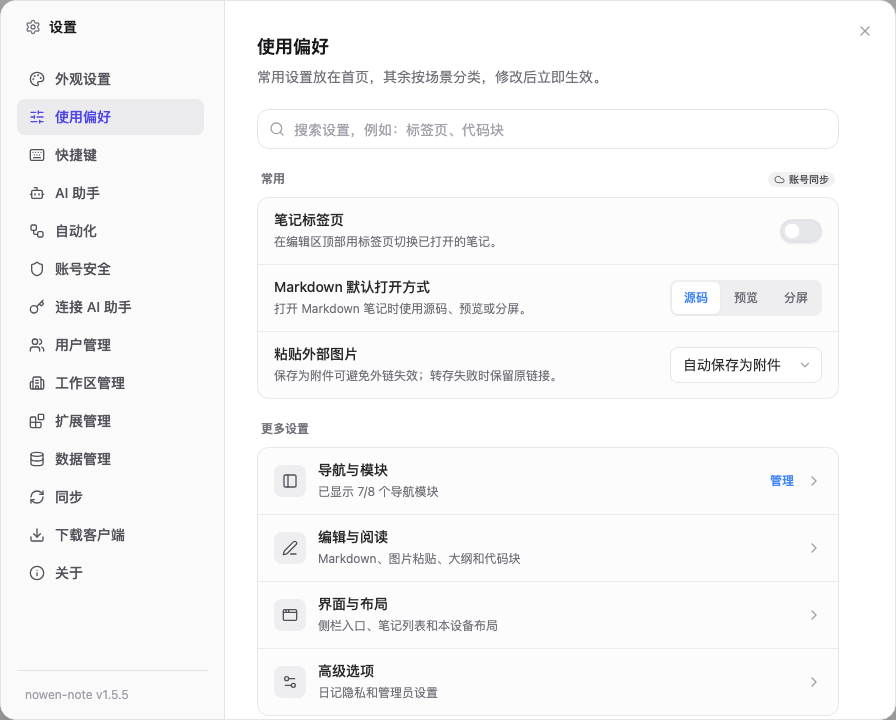 设置
外观设置
使用偏好
快捷键
AI 助手
自动化
账号安全
连接 AI 助手
用户管理
工作区管理
扩展管理
数据管理
同步
下载客户端
关于
nowen-note v1.5.5
使用偏好
常用设置放在首页，其余按场景分类，修改后立即生效。
搜索设置，例如：标签页、代码块
常用
账号同步
笔记标签页
在编辑区顶部用标签页切换已打开的笔记。
Markdown 默认打开方式
打开 Markdown 笔记时使用源码、预览或分屏。
源码 预览 分屏
粘贴外部图片
保存为附件可避免外链失效；转存失败时保留原链接。
自动保存为附件
更多设置
导航与模块
已显示 7/8 个导航模块
管理
编辑与阅读
Markdown、图片粘贴、大纲和代码块
界面与布局
侧栏入口、笔记列表和本设备布局
高级选项
日记隐私和管理员设置